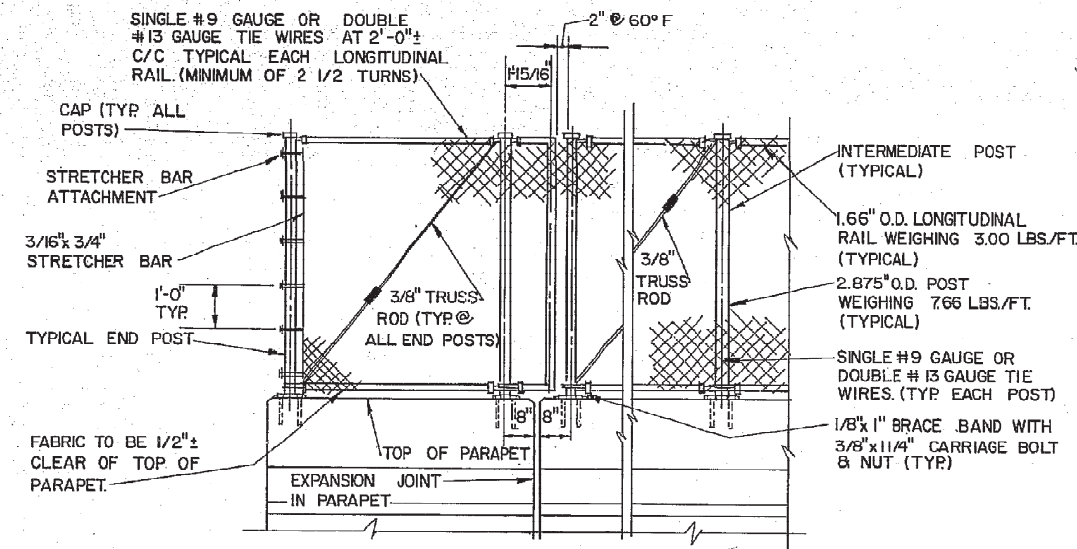 SINGLE #9 GAUGE OR DOUBLE
#13 GAUGE TIE WIRES AT 2'-0"±
C/C TYPICAL EACH LONGITUDINAL
RAIL. (MINIMUM OF 2 1/2 TURNS)
2" @ 60° F
1'15/16"
CAP (TYP. ALL
POSTS)
STRETCHER BAR
ATTACHMENT
3/16" x 3/4"
STRETCHER BAR
1'-0"
TYP.
TYPICAL END POST
3/8" TRUSS
ROD (TYP. @
ALL END POSTS)
3/8"
TRUSS
ROD
INTERMEDIATE POST
(TYPICAL)
1.66" O.D. LONGITUDINAL
RAIL WEIGHING 3.00 LBS./FT.
(TYPICAL)
2.875" O.D. POST
WEIGHING 7.66 LBS./FT.
(TYPICAL)
SINGLE #9 GAUGE OR
DOUBLE #13 GAUGE TIE
WIRES. (TYP. EACH POST)
1/8" x 1" BRACE BAND WITH
3/8" x 1 1/4" CARRIAGE BOLT
& NUT (TYP.)
8"
8"
FABRIC TO BE 1/2"±
CLEAR OF TOP OF
PARAPET.
TOP OF PARAPET
EXPANSION JOINT
IN PARAPET